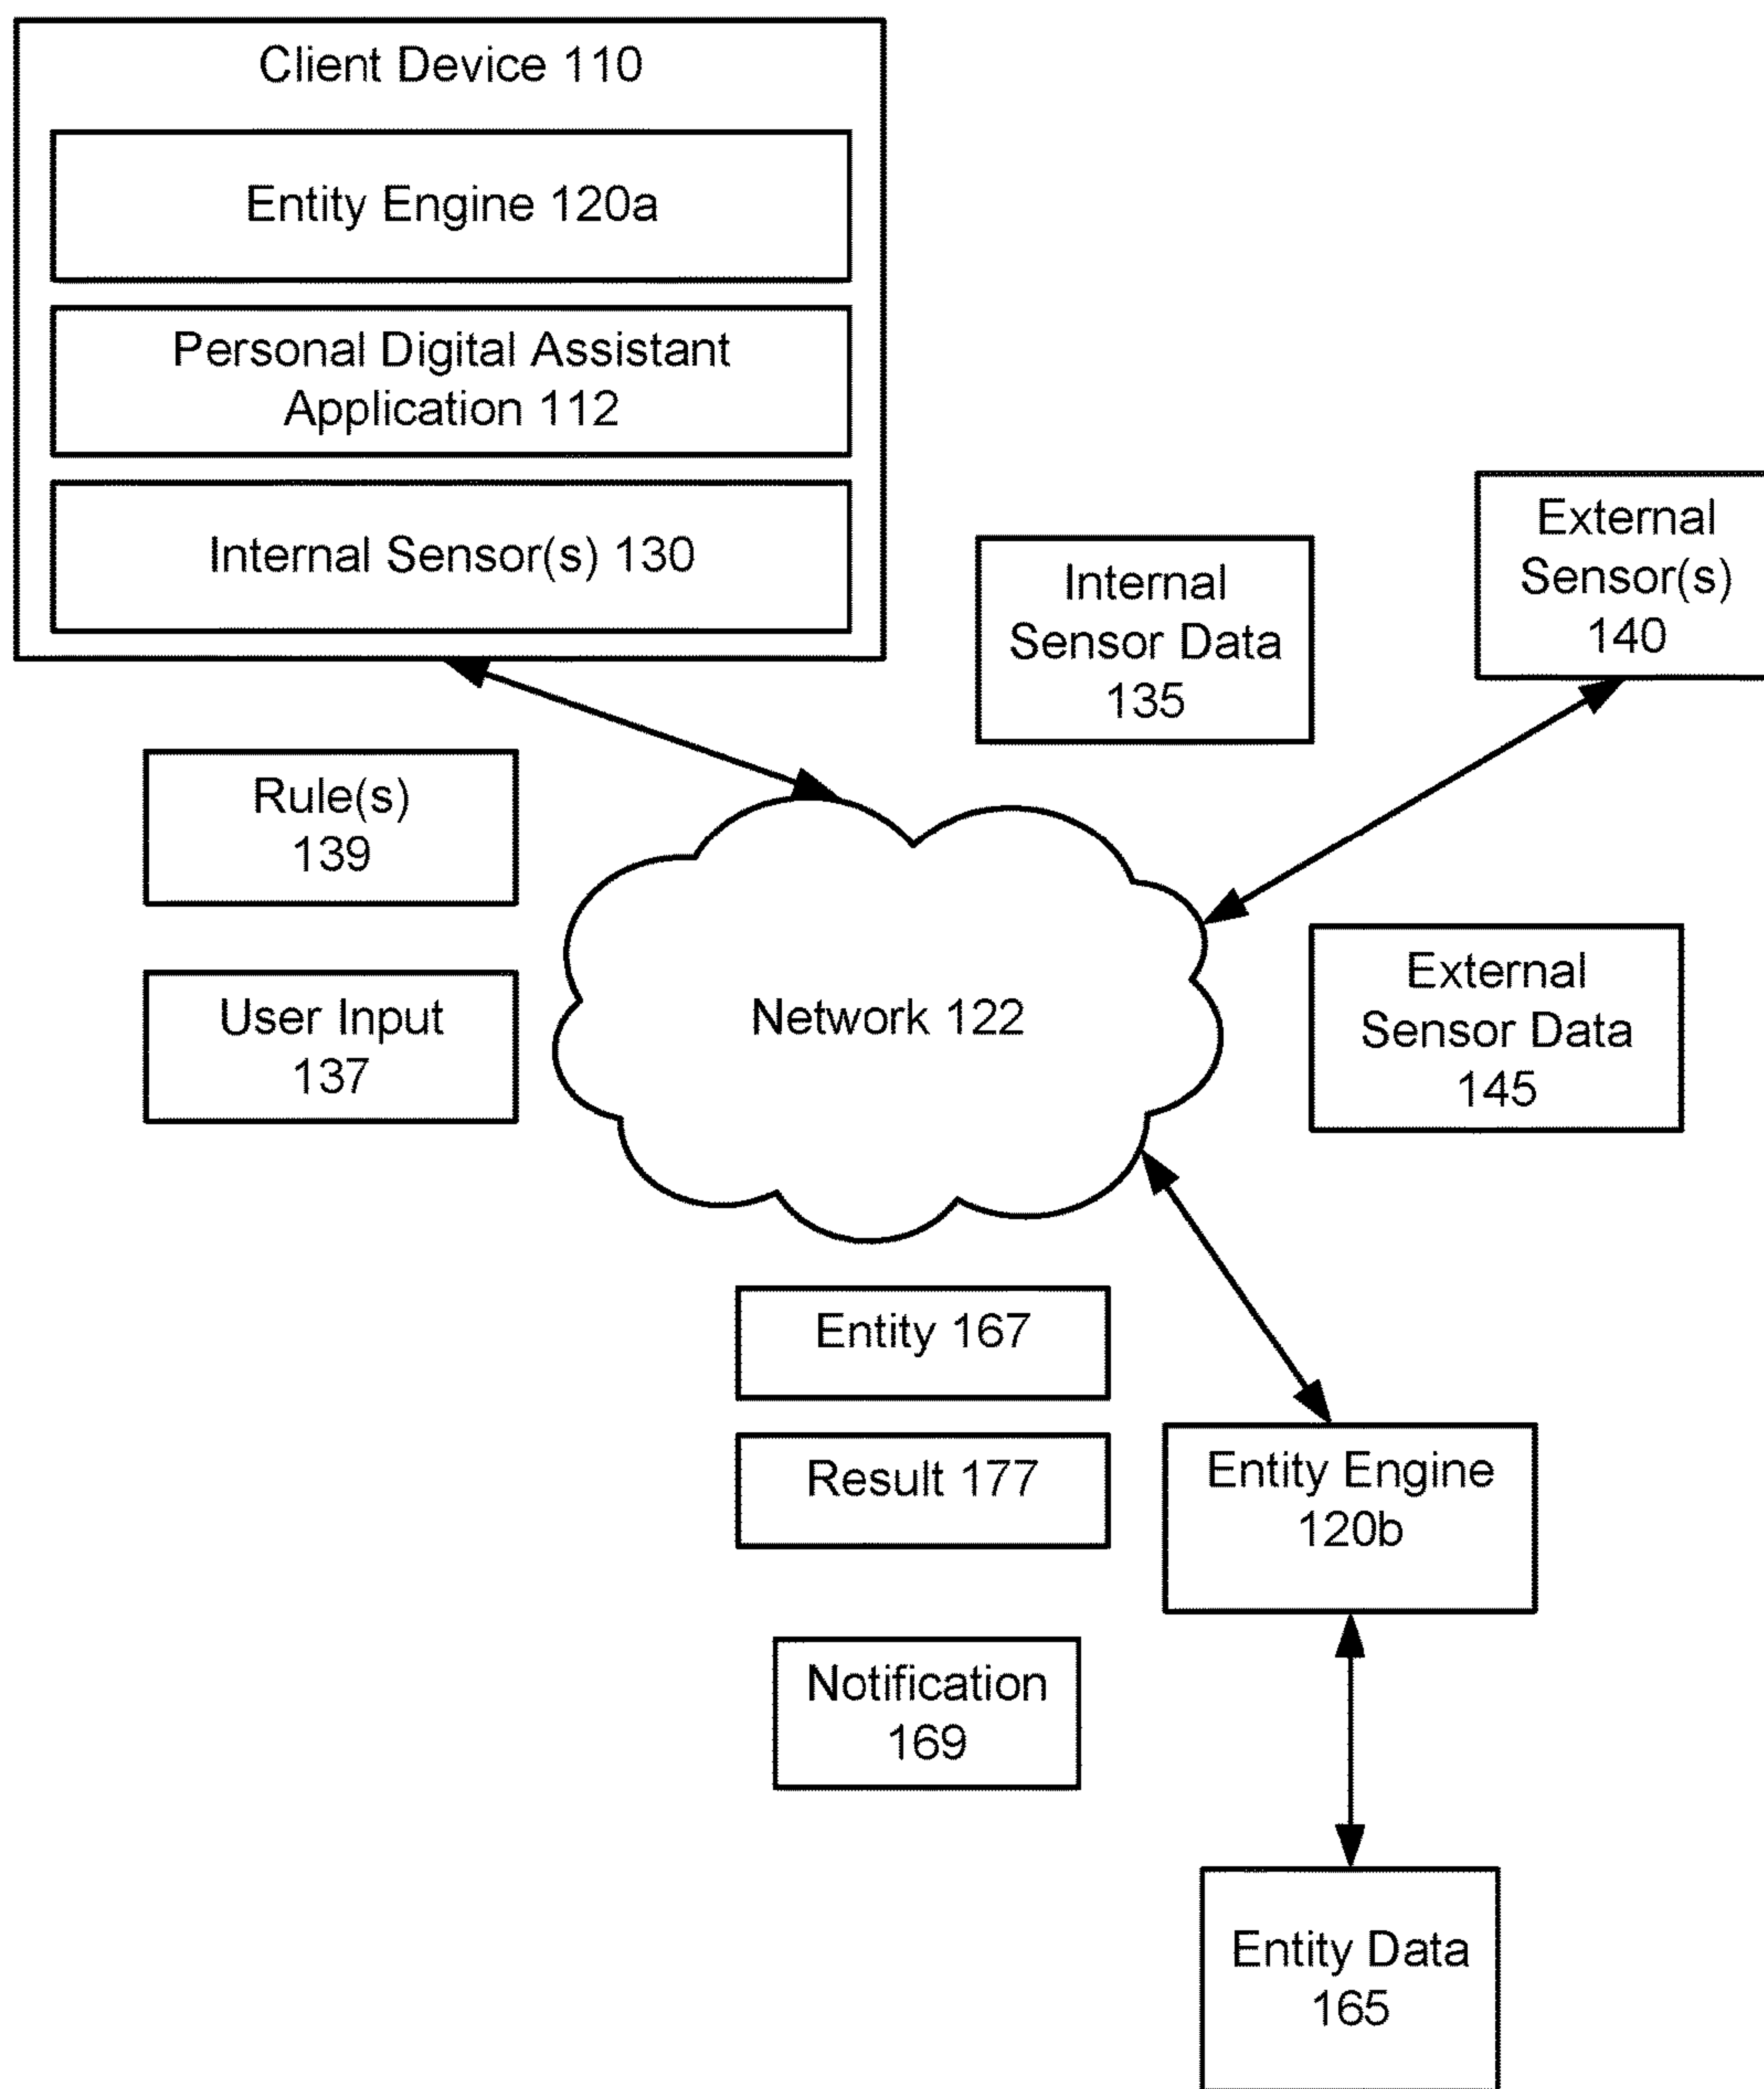 Client Device 110
Entity Engine 120a
Personal Digital Assistant
Application 112
Internal Sensor(s) 130
External
Sensor(s)
140
Internal
Sensor Data
135
Rule(s)
139
User Input
137
Network 122
External
Sensor Data
145
Entity 167
Result 177
Entity Engine
120b
Notification
169
Entity Data
165